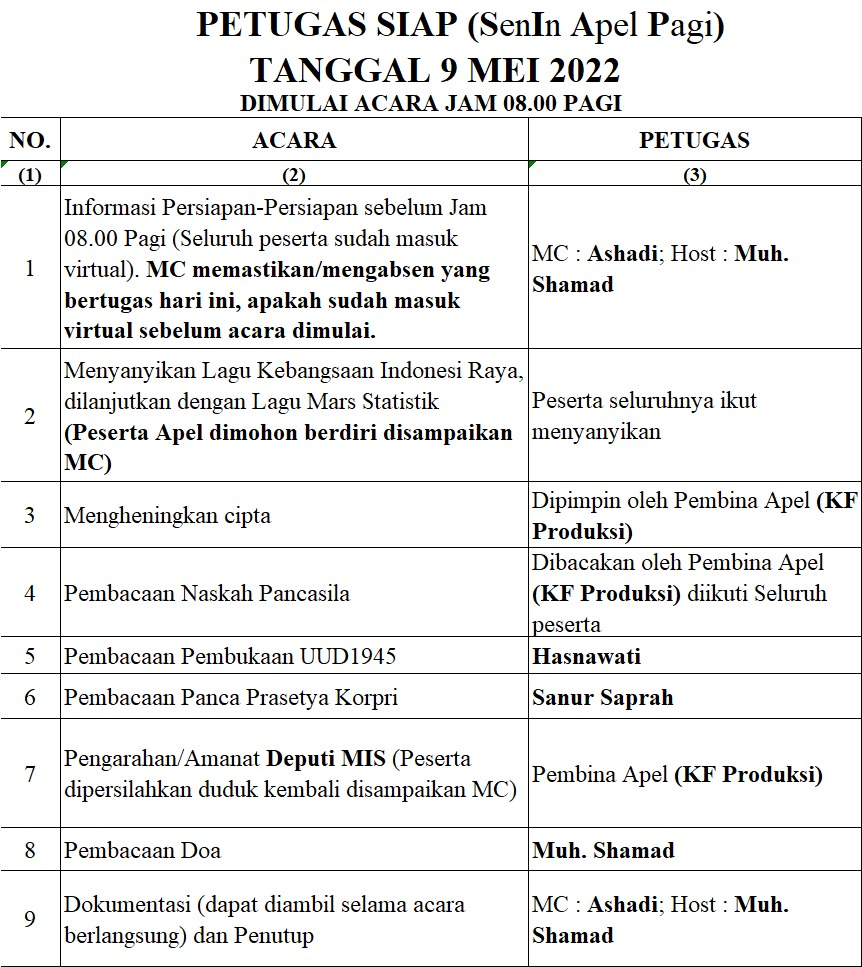 PETUGAS SIAP (SenIn Apel Pagi)
TANGGAL 9 MEI 2022
DIMULAI ACARA JAM 08.00 PAGI
NO. ACARA PETUGAS
(1) (2) (3)
1
Informasi Persiapan-Persiapan sebelum Jam
08.00 Pagi (Seluruh peserta sudah masuk
virtual). MC memastikan/mengabsen yang
bertugas hari ini, apakah sudah masuk
virtual sebelum acara dimulai.
MC : Ashadi; Host : Muh.
Shamad
2
Menyanyikan Lagu Kebangsaan Indonesi Raya,
dilanjutkan dengan Lagu Mars Statistik
(Peserta Apel dimohon berdiri disampaikan
MC)
Peserta seluruhnya ikut
menyanyikan
3
Mengheningkan cipta
Dipimpin oleh Pembina Apel (KF
Produksi)
4
Pembacaan Naskah Pancasila
Dibacakan oleh Pembina Apel
(KF Produksi) diikuti Seluruh
peserta
5 Pembacaan Pembukaan UUD1945 Hasnawati
6 Pembacaan Panca Prasetya Korpri Sanur Saprah
7
Pengarahan/Amanat Deputi MIS (Peserta
dipersilahkan duduk kembali disampaikan MC)
Pembina Apel (KF Produksi)
8 Pembacaan Doa Muh. Shamad
9
Dokumentasi (dapat diambil selama acara
berlangsung) dan Penutup
MC : Ashadi; Host : Muh.
Shamad